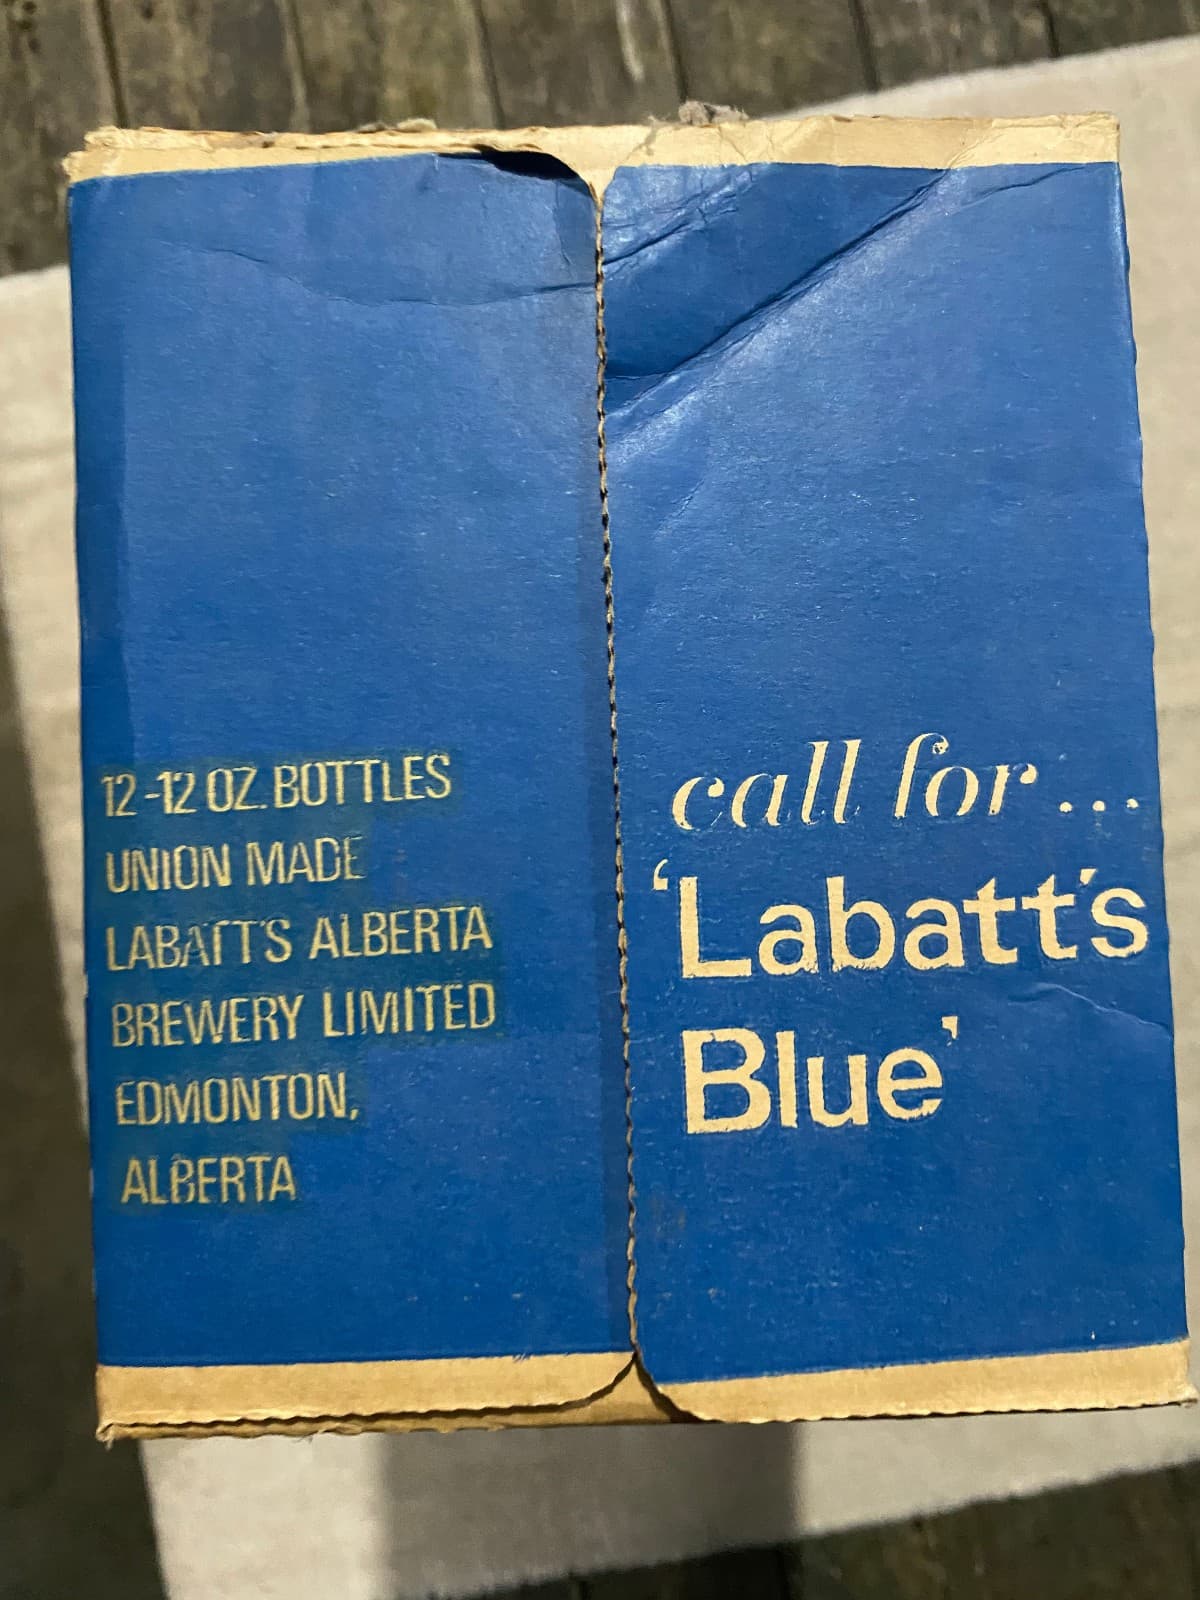 12-12 OZ. BOTTLES
UNION MADE
LABATT'S ALBERTA
BREWERY LIMITED
EDMONTON,
ALBERTA
call for...
‘Labatt's
Blue’